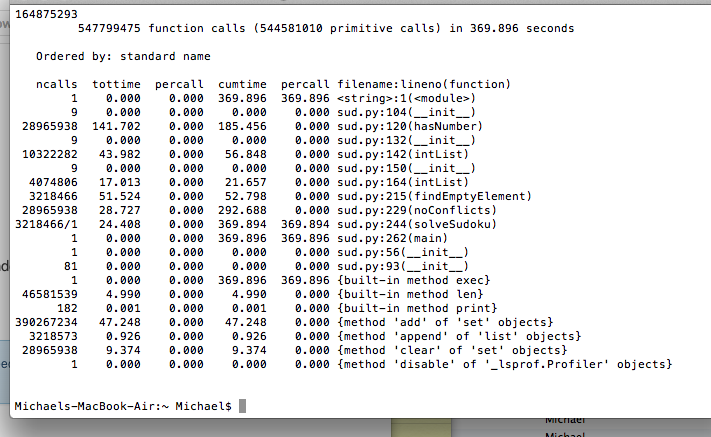 164875293
547799475 function calls (544581010 primitive calls) in 369.896 seconds
Ordered by: standard name
ncalls tottime percall cumtime percall filename:lineno(function)
1 0.000 0.000 369.896 369.896 <string>:1(<module>)
9 0.000 0.000 0.000 0.000 sud.py:104(__init__)
28965938 141.702 0.000 185.456 0.000 sud.py:120(hasNumber)
9 0.000 0.000 0.000 0.000 sud.py:132(__init__)
10322282 43.982 0.000 56.848 0.000 sud.py:142(intList)
9 0.000 0.000 0.000 0.000 sud.py:150(__init__)
4074806 17.013 0.000 21.657 0.000 sud.py:164(intList)
3218466 51.524 0.000 52.798 0.000 sud.py:215(findEmptyElement)
28965938 28.727 0.000 292.688 0.000 sud.py:229(noConflicts)
3218466/1 24.408 0.000 369.894 369.894 sud.py:244(solveSudoku)
1 0.000 0.000 369.896 369.896 sud.py:262(main)
1 0.000 0.000 0.000 0.000 sud.py:56(__init__)
81 0.000 0.000 0.000 0.000 sud.py:93(__init__)
1 0.000 0.000 369.896 369.896 {built-in method exec}
46581539 4.990 0.000 4.990 0.000 {built-in method len}
182 0.001 0.000 0.001 0.000 {built-in method print}
390267234 47.248 0.000 47.248 0.000 {method 'add' of 'set' objects}
3218573 0.926 0.000 0.926 0.000 {method 'append' of 'list' objects}
28965938 9.374 0.000 9.374 0.000 {method 'clear' of 'set' objects}
1 0.000 0.000 0.000 0.000 {method 'disable' of '_lsprof.Profiler' objects}
Michaels-MacBook-Air:~ Michael$
Michael